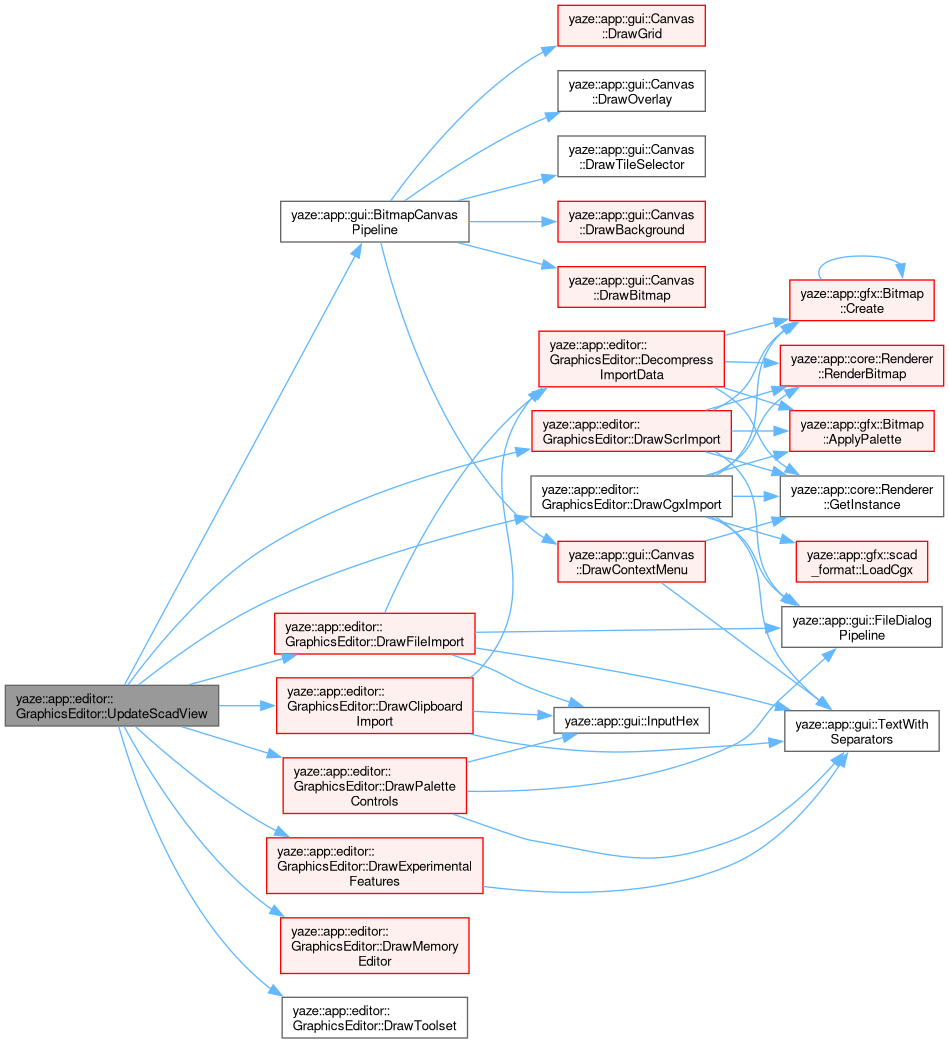 yaze::app::gui::Canvas
::DrawGrid
yaze::app::gui::Canvas
::DrawOverlay
yaze::app::gui::Canvas
::DrawTileSelector
yaze::app::gui::BitmapCanvas
Pipeline
yaze::app::gui::Canvas
::DrawBackground
yaze::app::gui::Canvas
::DrawBitmap
yaze::app::gfx::Bitmap
::Create
yaze::app::editor::
GraphicsEditor::Decompress
ImportData
yaze::app::core::Renderer
::RenderBitmap
yaze::app::editor::
GraphicsEditor::DrawScrImport
yaze::app::gfx::Bitmap
::ApplyPalette
yaze::app::editor::
GraphicsEditor::DrawCgxImport
yaze::app::core::Renderer
::GetInstance
yaze::app::gui::Canvas
::DrawContextMenu
yaze::app::gfx::scad
_format::LoadCgx
yaze::app::editor::
GraphicsEditor::DrawFileImport
yaze::app::gui::FileDialog
Pipeline
yaze::app::editor::
GraphicsEditor::UpdateScadView
yaze::app::editor::
GraphicsEditor::DrawClipboard
Import
yaze::app::gui::InputHex
yaze::app::gui::TextWith
Separators
yaze::app::editor::
GraphicsEditor::DrawPalette
Controls
yaze::app::editor::
GraphicsEditor::DrawExperimental
Features
yaze::app::editor::
GraphicsEditor::DrawMemory
Editor
yaze::app::editor::
GraphicsEditor::DrawToolset